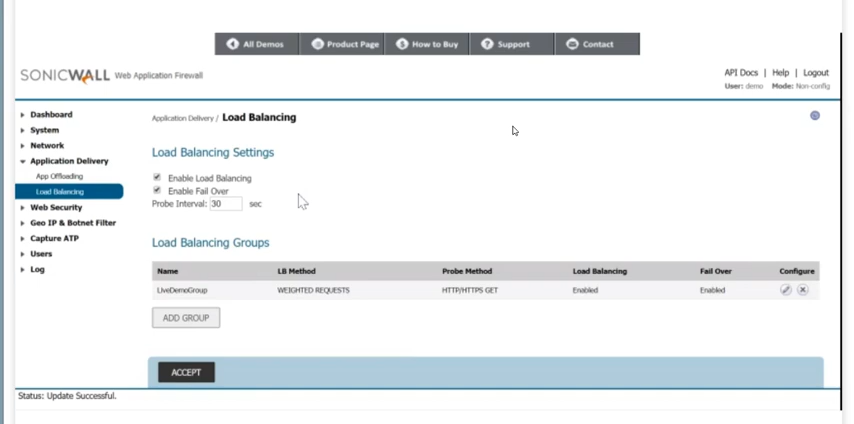 All Demos Product Page How to Buy Support Contact
SONICWALL Web Application Firewall
API Docs | Help | Logout
User: demo Mode: Non-config
Dashboard
System
Network
Application Delivery
App Offloading
Load Balancing
Web Security
Geo IP & Botnet Filter
Capture ATP
Users
Log
Application Delivery / Load Balancing
Load Balancing Settings
Enable Load Balancing
Enable Fail Over
Probe Interval: 30 sec
Load Balancing Groups
Name LB Method Probe Method Load Balancing Fail Over Configure
LiveDemoGroup WEIGHTED REQUESTS HTTP/HTTPS GET Enabled Enabled
ADD GROUP
ACCEPT
Status: Update Successful.